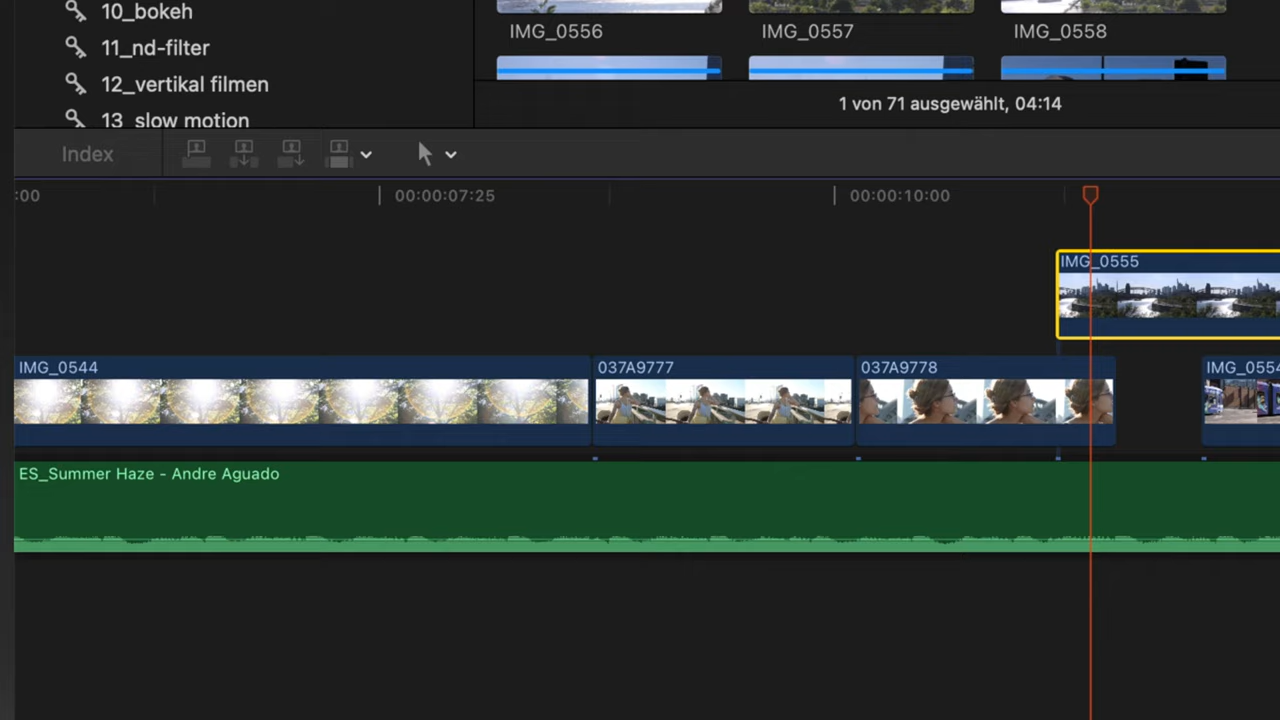 10_bokeh
11_nd-filter
12_vertikal filmen
13_slow motion
IMG_0556
IMG_0557
IMG_0558
1 von 71 ausgewählt, 04:14
Index
:00
00:00:07:25
00:00:10:00
IMG_0555
IMG_0544
037A9777
037A9778
IMG_0554
ES_Summer Haze - Andre Aguado